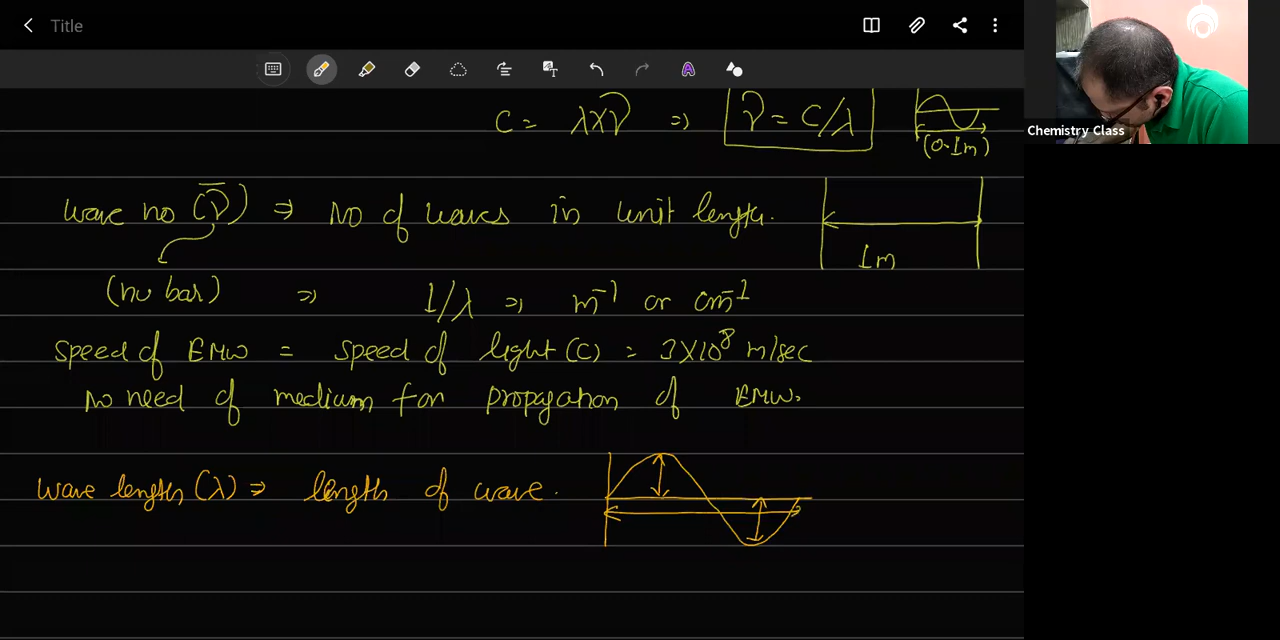 Title
C = λ×ν ⇒ ν = C/λ
(0.1m)
Chemistry Class
wave no (ν̅) ⇒ No of waves in unit length.
1m
(nu bar) ⇒ 1/λ ⇒ m⁻¹ or cm⁻¹
Speed of EMW = speed of light (C) = 3×10⁸ m/sec
No need of medium for propagation of EMW.
wave length (λ) ⇒ length of wave.